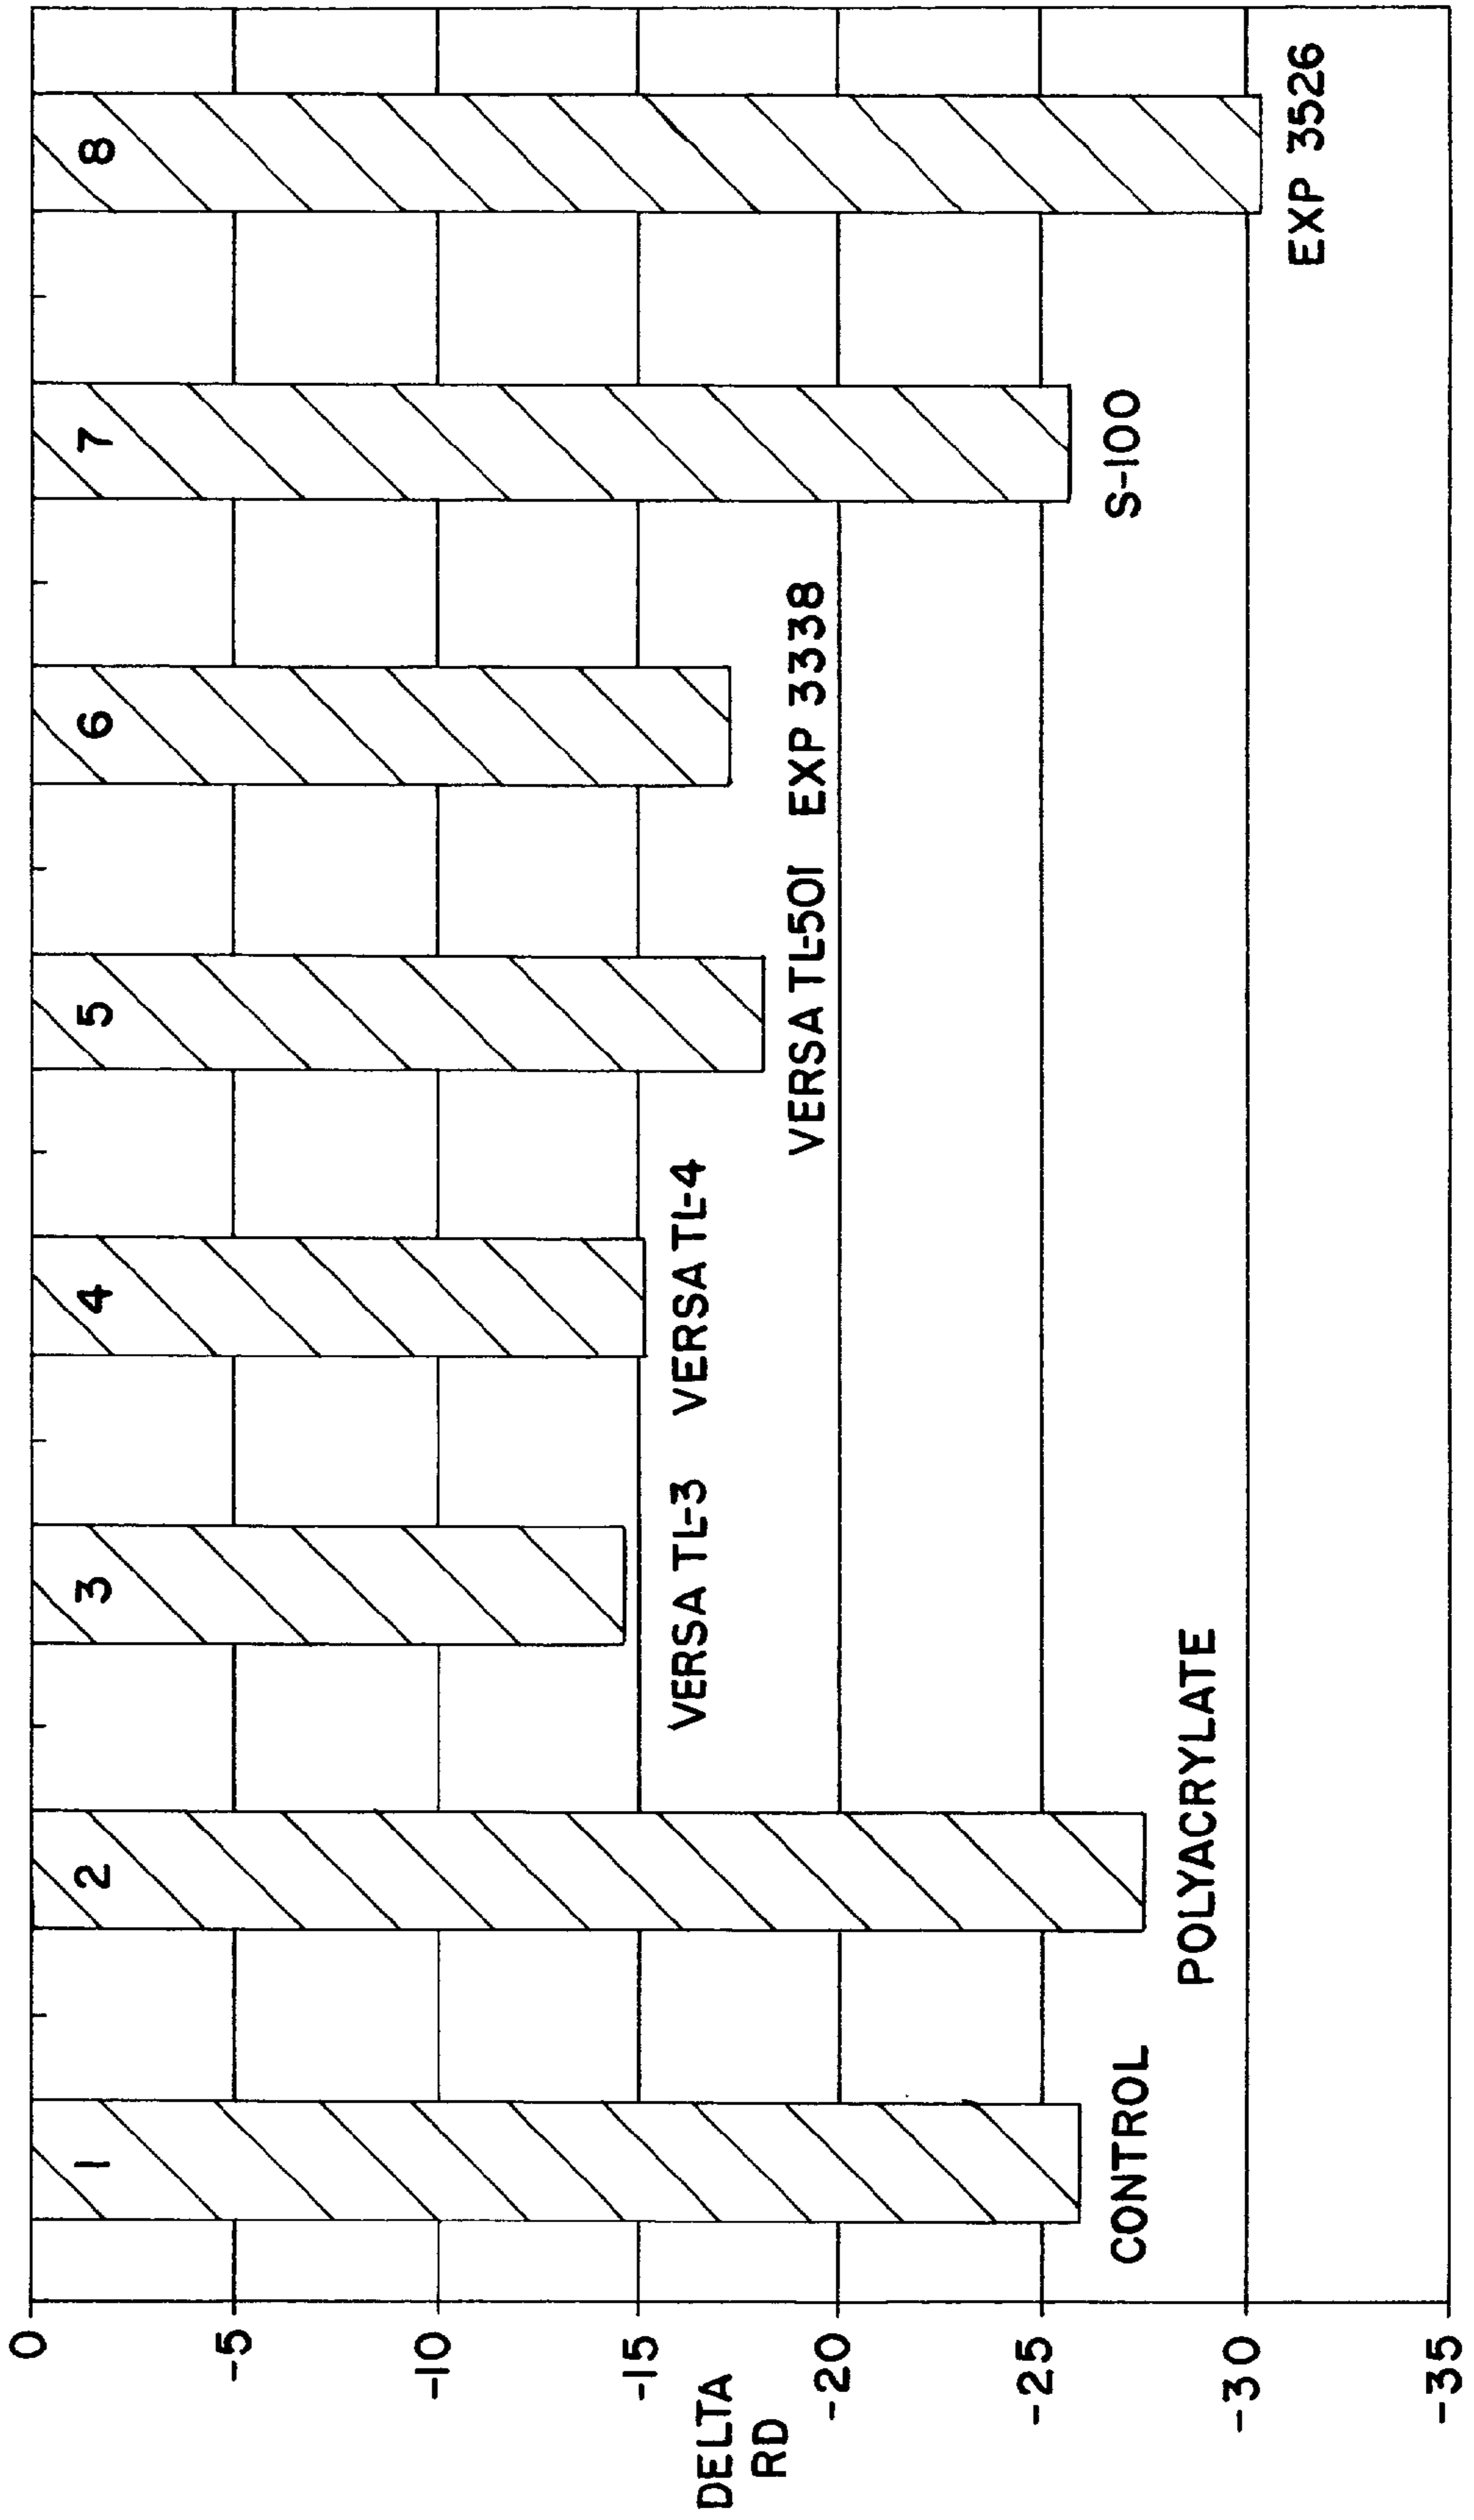 0
-5
-10
-15
-20
-25
-30
-35
DELTA
RD
1
2
3
4
5
6
7
8
CONTROL
POLYACRYLATE
VERSA TL-3
VERSA TL-4
VERSA TL-501
EXP 3338
S-100
EXP 3526